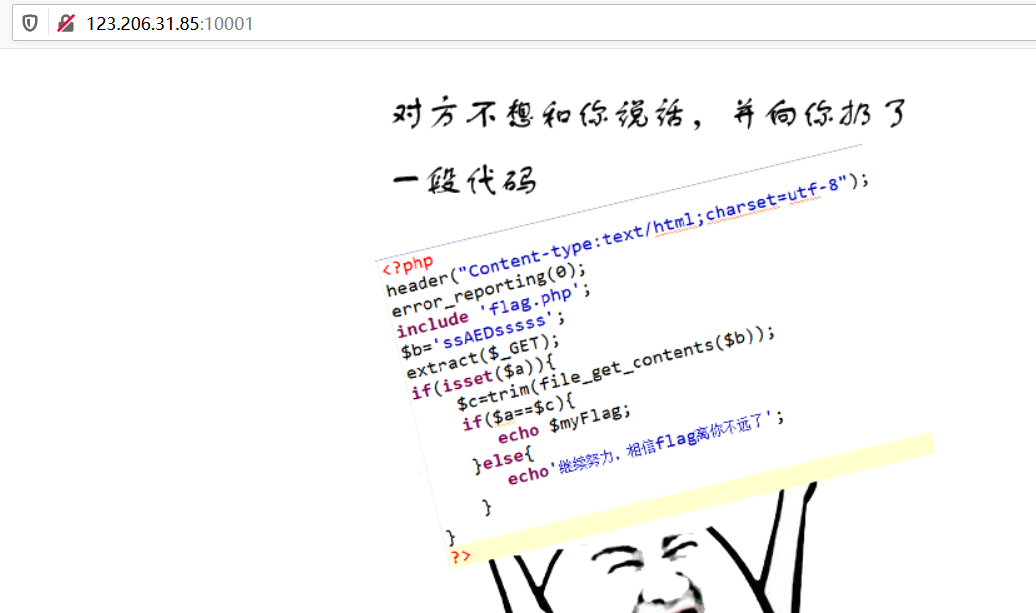 123.206.31.85:10001
对方不想和你说话，并向你扔了
一段代码
<?php
header("Content-type:text/html;charset=utf-8");
error_reporting(0);
include 'flag.php';
$b='ssAEDsssss';
extract($_GET);
if(isset($a)){
$c=trim(file_get_contents($b));
if($a==$c){
echo $myFlag;
}else{
echo'继续努力，相信flag离你不远了';
}
}
?>